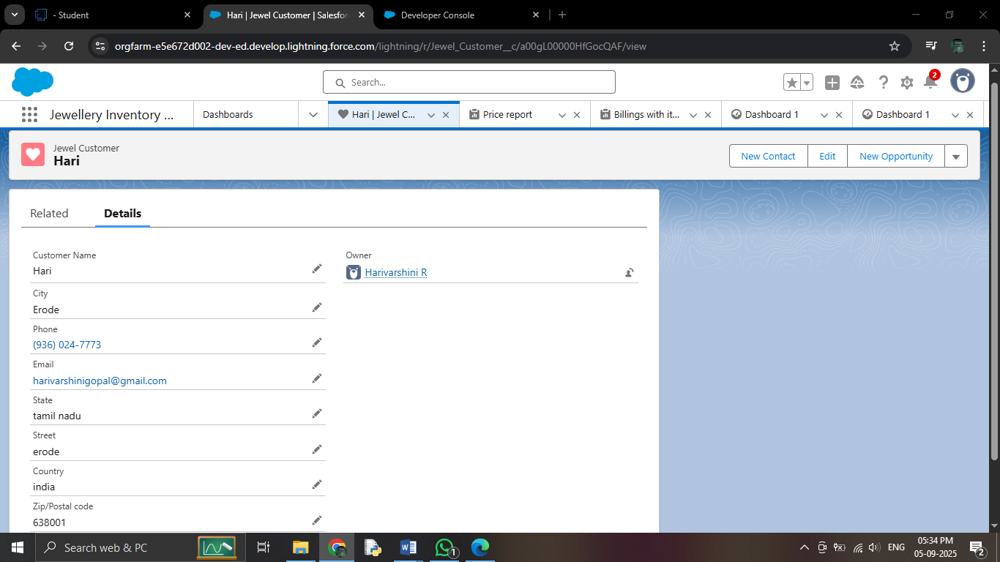 - Student
Hari | Jewel Customer | Salesfor
Developer Console
orgfarm-e5e672d002-dev-ed.develop.lightning.force.com/lightning/r/Jewel_Customer__c/a00gL00000HfGocQAF/view
Search...
2
Jewellery Inventory ...
Dashboards
Hari | Jewel C...
Price report
Billings with it...
Dashboard 1
Dashboard 1
Jewel Customer
Hari
New Contact
Edit
New Opportunity
Related
Details
Customer Name
Hari
Owner
Harivarshini R
City
Erode
Phone
(936) 024-7773
Email
harivarshinigopal@gmail.com
State
tamil nadu
Street
erode
Country
india
Zip/Postal code
638001
Search web & PC
1
ENG
05:34 PM
05-09-2025
2